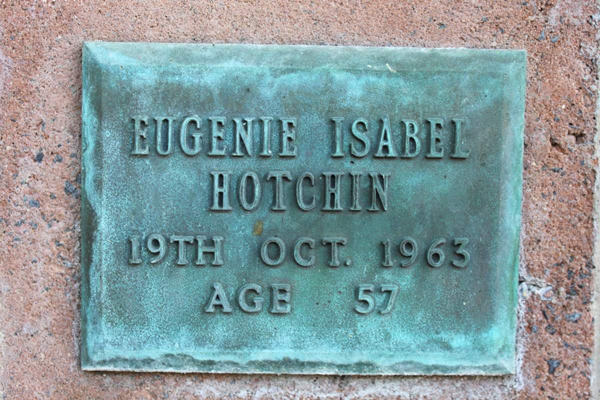 EUGENIE ISABEL
HOTCHIN
19TH OCT. 1963
AGE 57